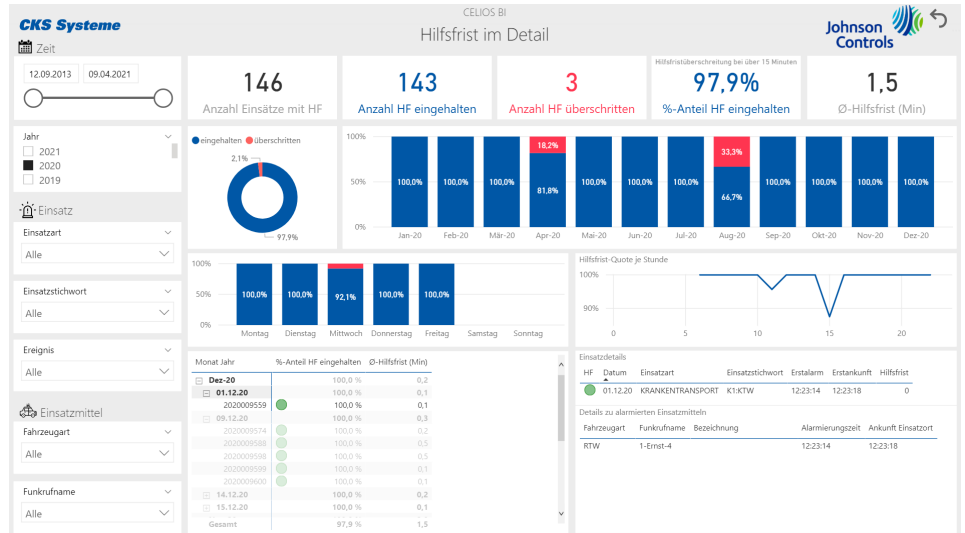 CKS Systeme
CELIOS BI
Hilfsfrist im Detail
Johnson
Controls
Zeit
12.09.2013 09.04.2021
146
Anzahl Einsätze mit HF
143
Anzahl HF eingehalten
3
Anzahl HF überschritten
Hilfsfristüberschreitung bei über 15 Minuten
97,9%
%-Anteil HF eingehalten
1,5
Ø-Hilfsfrist (Min)
Jahr
2021
2020
2019
Einsatz
Einsatzart
Alle
Einsatzstichwort
Alle
Ereignis
Alle
Einsatzmittel
Fahrzeugart
Alle
Funkrufname
Alle
eingehalten überschritten
2,1%
97,9%
100%
50%
0%
18,2%
33,3%
100,0% 100,0% 100,0% 81,8% 100,0% 100,0% 100,0% 66,7% 100,0% 100,0% 100,0% 100,0%
Jan-20 Feb-20 Mär-20 Apr-20 Mai-20 Jun-20 Jul-20 Aug-20 Sep-20 Okt-20 Nov-20 Dez-20
100%
50%
0%
100,0% 100,0% 92,1% 100,0% 100,0%
Montag Dienstag Mittwoch Donnerstag Freitag Samstag Sonntag
Hilfsfrist-Quote je Stunde
100%
90%
0 5 10 15 20
Monat Jahr %-Anteil HF eingehalten Ø-Hilfsfrist (Min)
Dez-20 100,0 % 0,2
01.12.20 100,0 % 0,1
2020009559 100,0 % 0,1
09.12.20 100,0 % 0,3
2020009574 100,0 % 0,2
2020009588 100,0 % 0,5
2020009598 100,0 % 0,5
2020009599 100,0 % 0,1
2020009600 100,0 % 0,1
14.12.20 100,0 % 0,2
15.12.20 100,0 % 0,1
Gesamt 97,9 % 1,5
Einsatzdetails
HF Datum Einsatzart Einsatzstichwort Erstalarm Erstankunft Hilfsfrist
01.12.20 KRANKENTRANSPORT K1:KTW 12:23:14 12:23:18 0
Details zu alarmierten Einsatzmitteln
Fahrzeugart Funkrufname Bezeichnung Alarmierungszeit Ankunft Einsatzort
RTW 1-Ernst-4 12:23:14 12:23:18